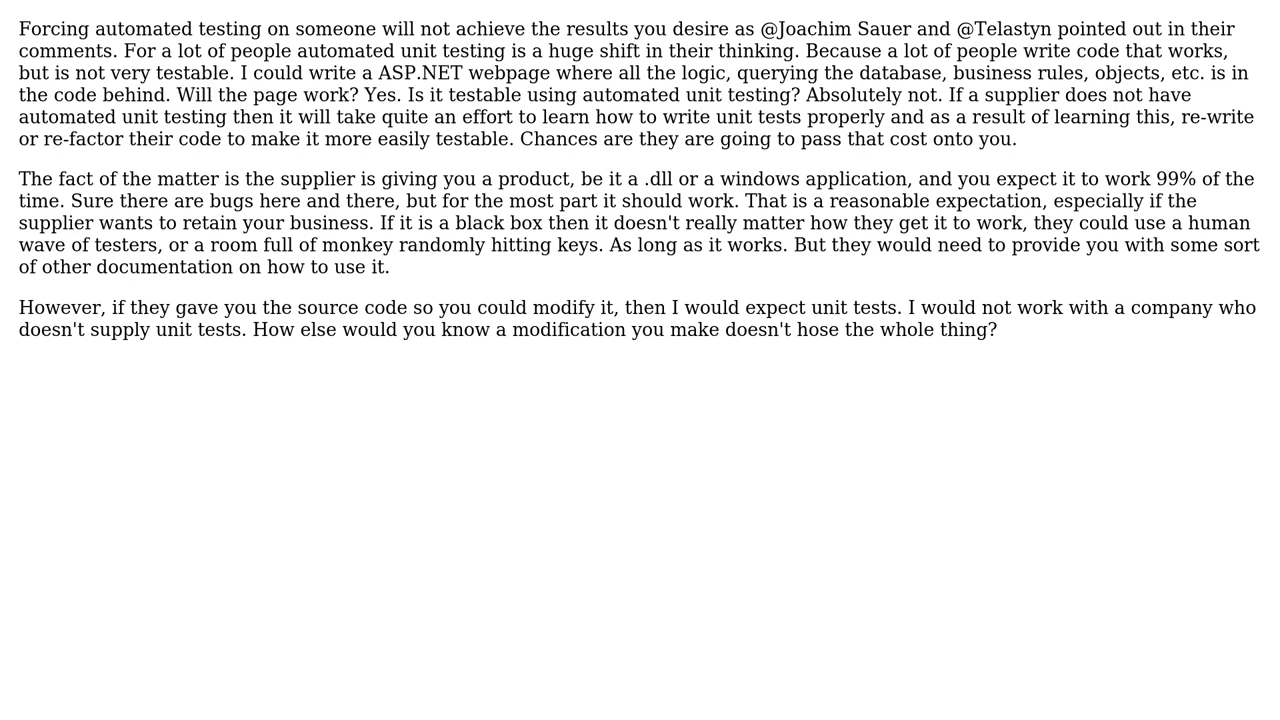 Forcing automated testing on someone will not achieve the results you desire as @Joachim Sauer and @Telastyn pointed out in their
comments. For a lot of people automated unit testing is a huge shift in their thinking. Because a lot of people write code that works,
but is not very testable. I could write a ASP.NET webpage where all the logic, querying the database, business rules, objects, etc. is in
the code behind. Will the page work? Yes. Is it testable using automated unit testing? Absolutely not. If a supplier does not have
automated unit testing then it will take quite an effort to learn how to write unit tests properly and as a result of learning this, re-write
or re-factor their code to make it more easily testable. Chances are they are going to pass that cost onto you.
The fact of the matter is the supplier is giving you a product, be it a .dll or a windows application, and you expect it to work 99% of the
time. Sure there are bugs here and there, but for the most part it should work. That is a reasonable expectation, especially if the
supplier wants to retain your business. If it is a black box then it doesn't really matter how they get it to work, they could use a human
wave of testers, or a room full of monkey randomly hitting keys. As long as it works. But they would need to provide you with some sort
of other documentation on how to use it.
However, if they gave you the source code so you could modify it, then I would expect unit tests. I would not work with a company who
doesn't supply unit tests. How else would you know a modification you make doesn't hose the whole thing?